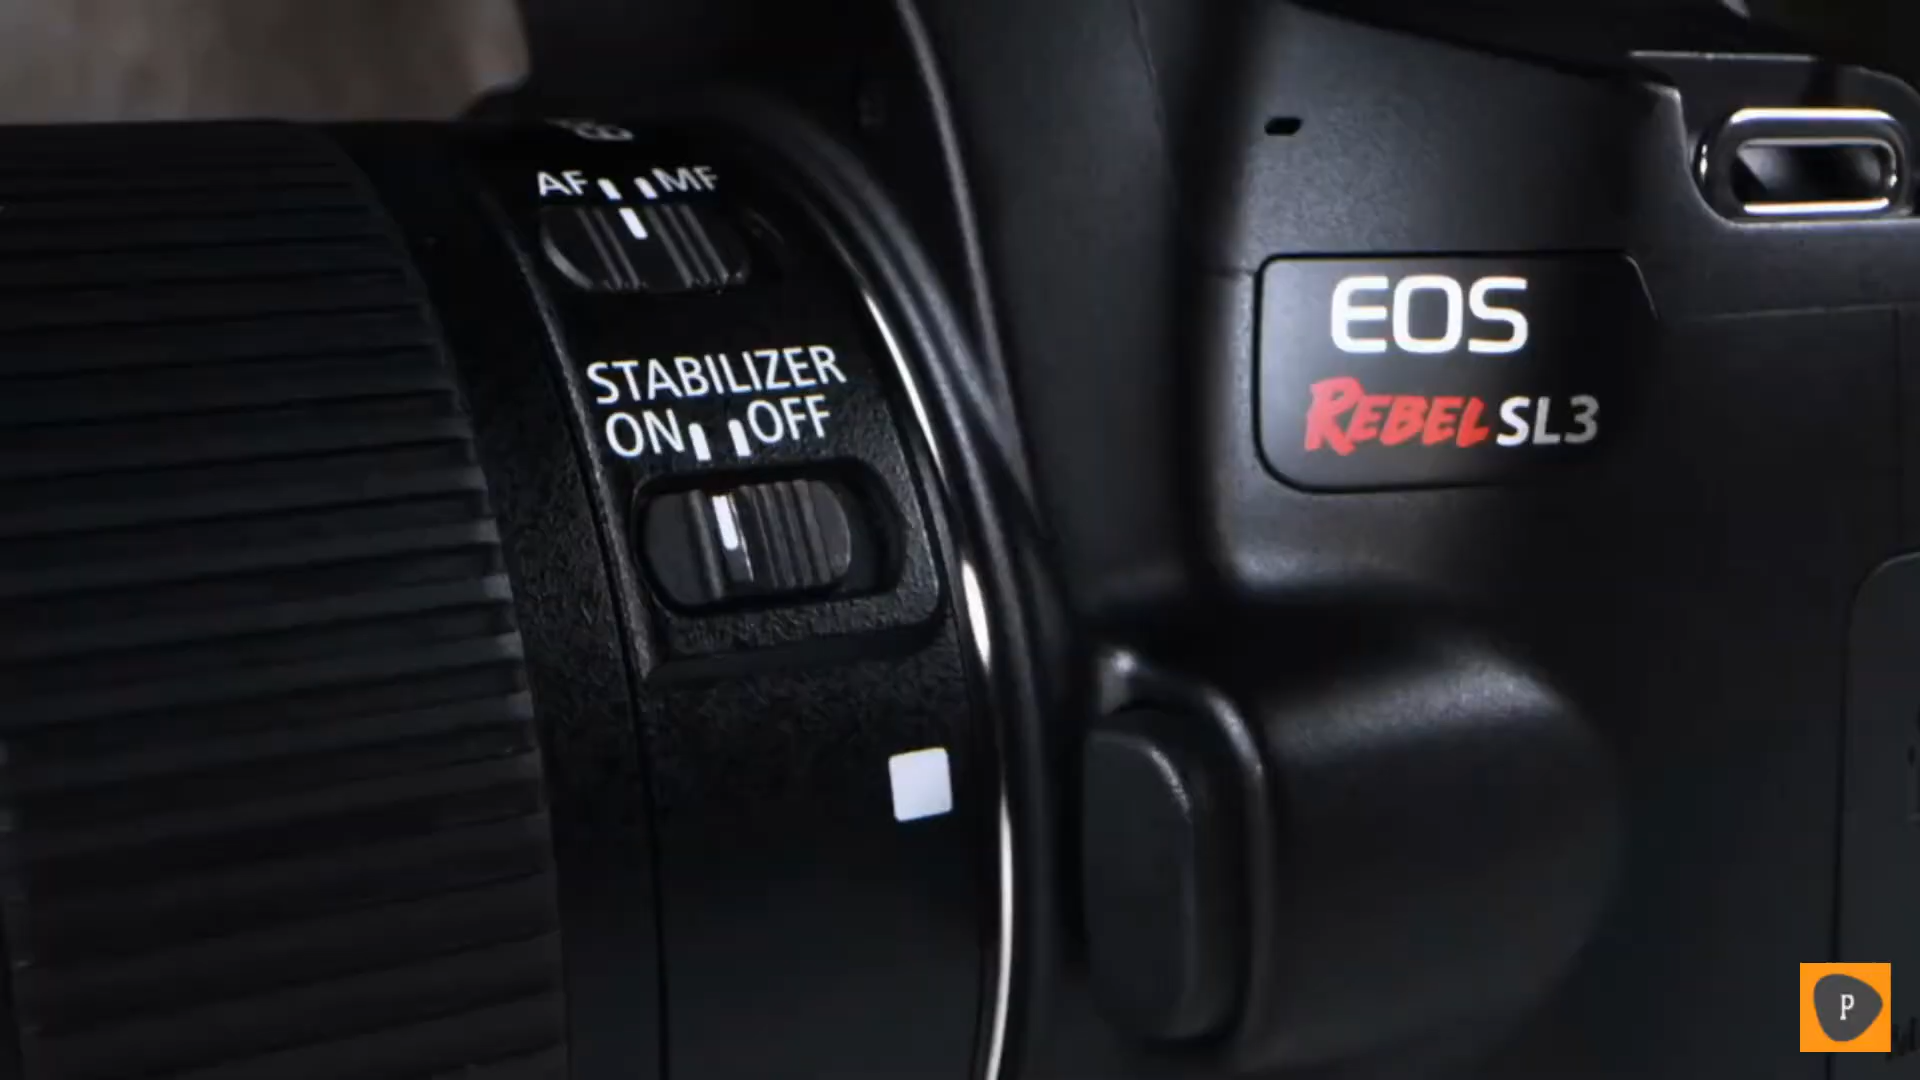 AF MF
STABILIZER
ON OFF
EOS
REBEL SL3
P